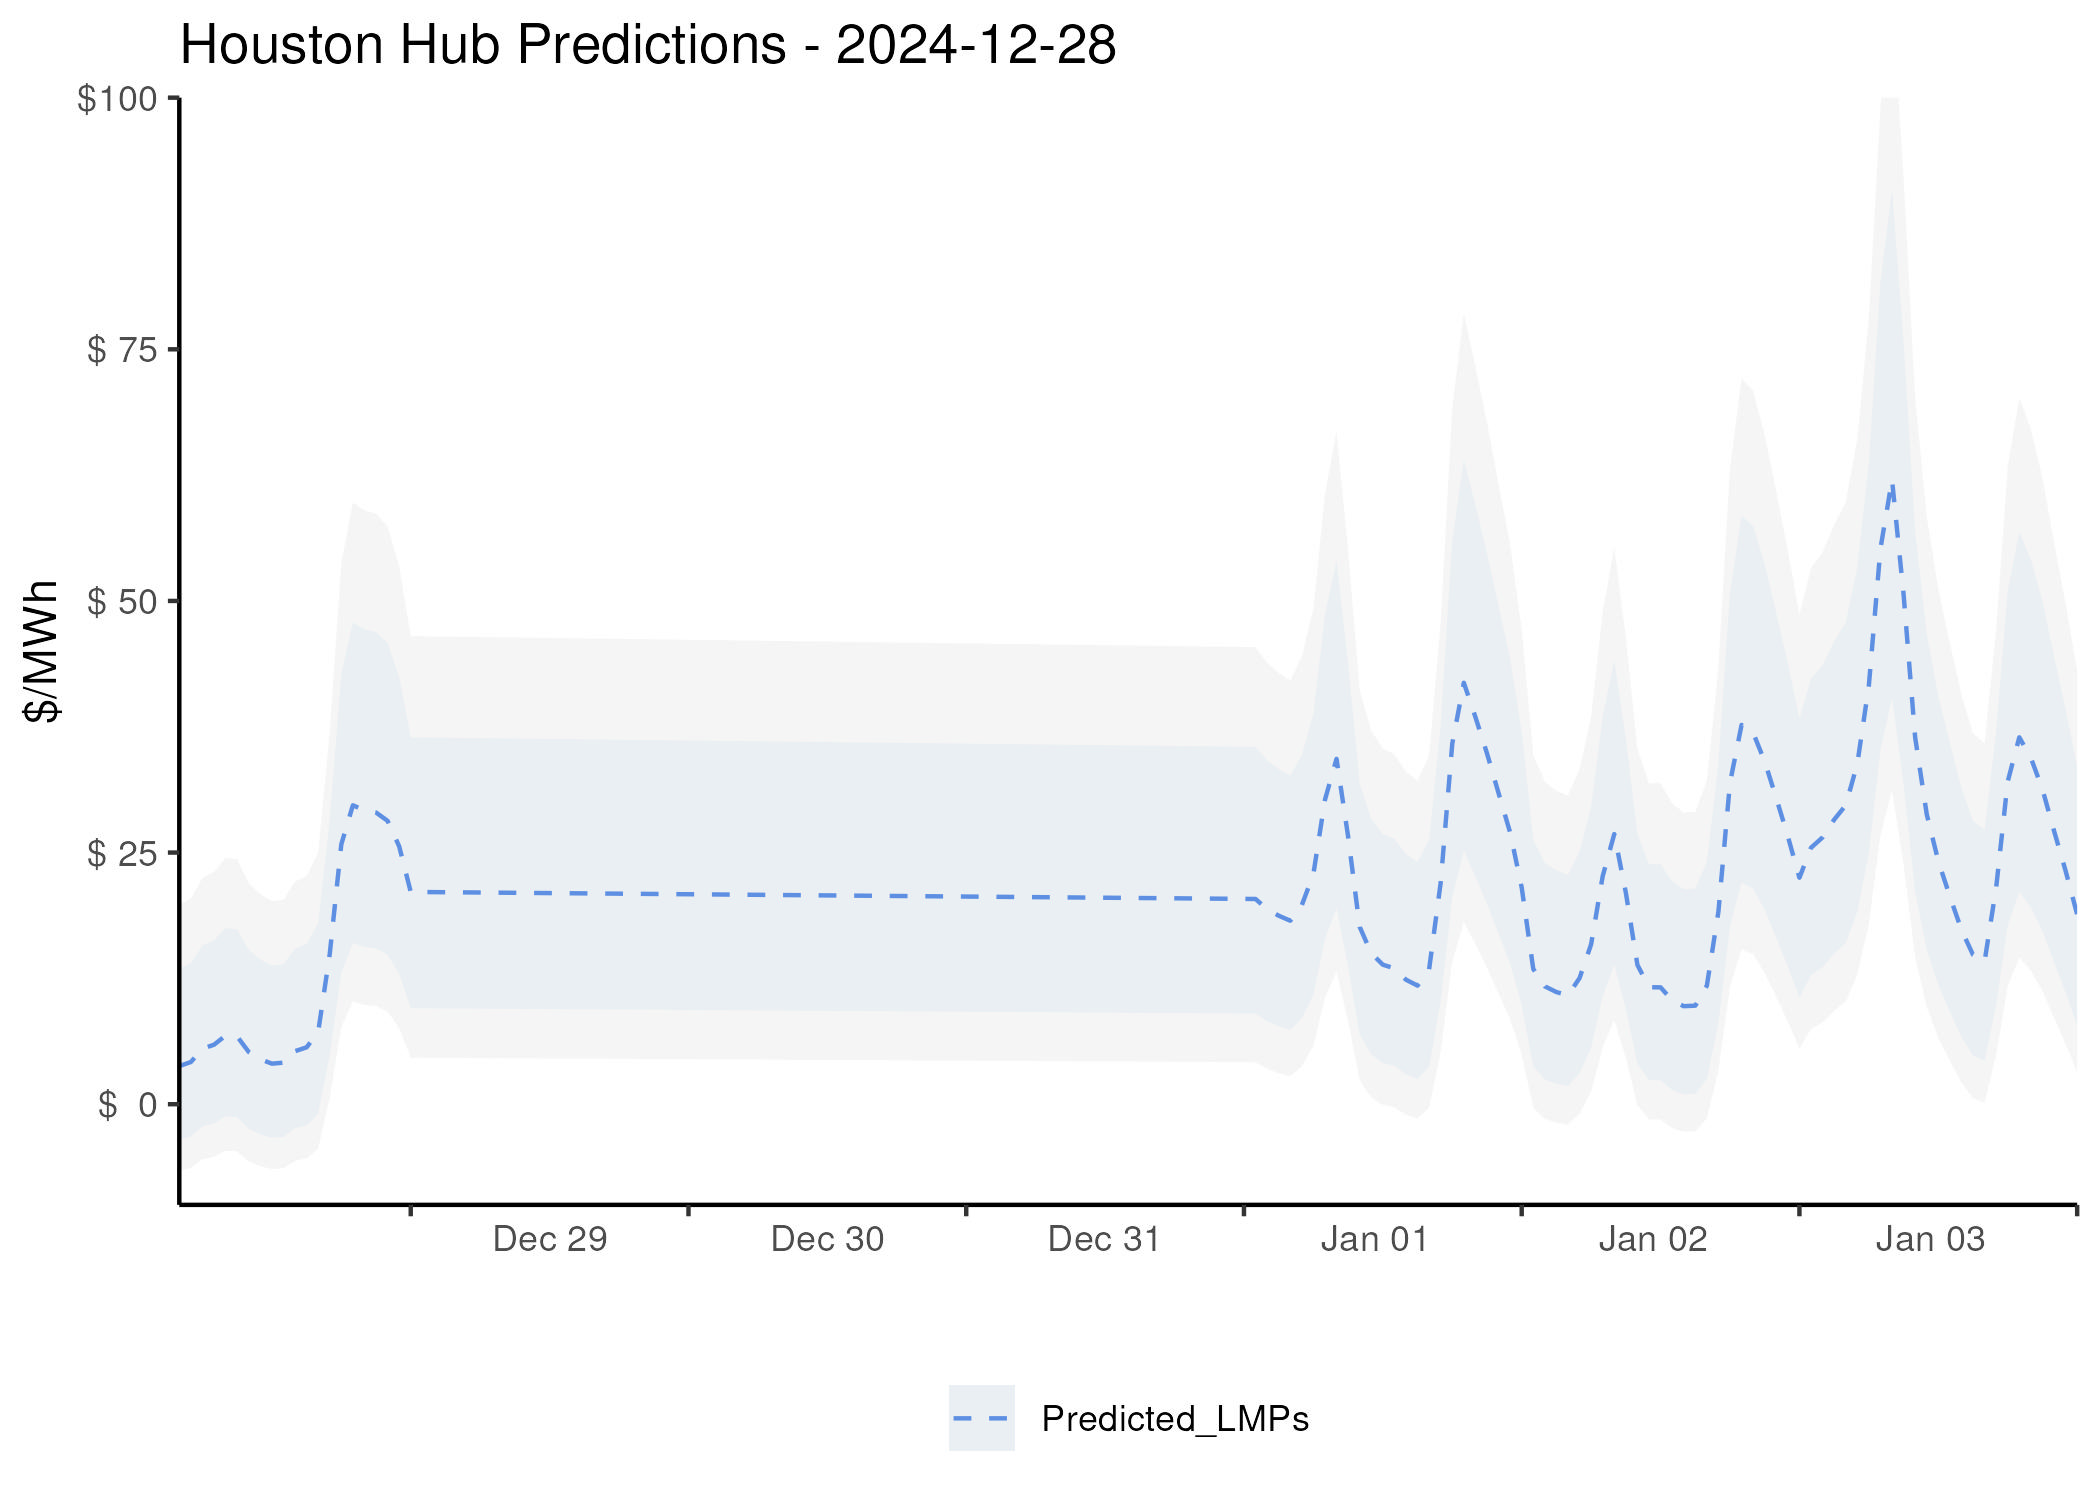 Houston Hub Predictions - 2024-12-28
$100
$ 75
$ 50
$ 25
$ 0
$/MWh
Dec 29 Dec 30 Dec 31 Jan 01 Jan 02 Jan 03
Predicted_LMPs